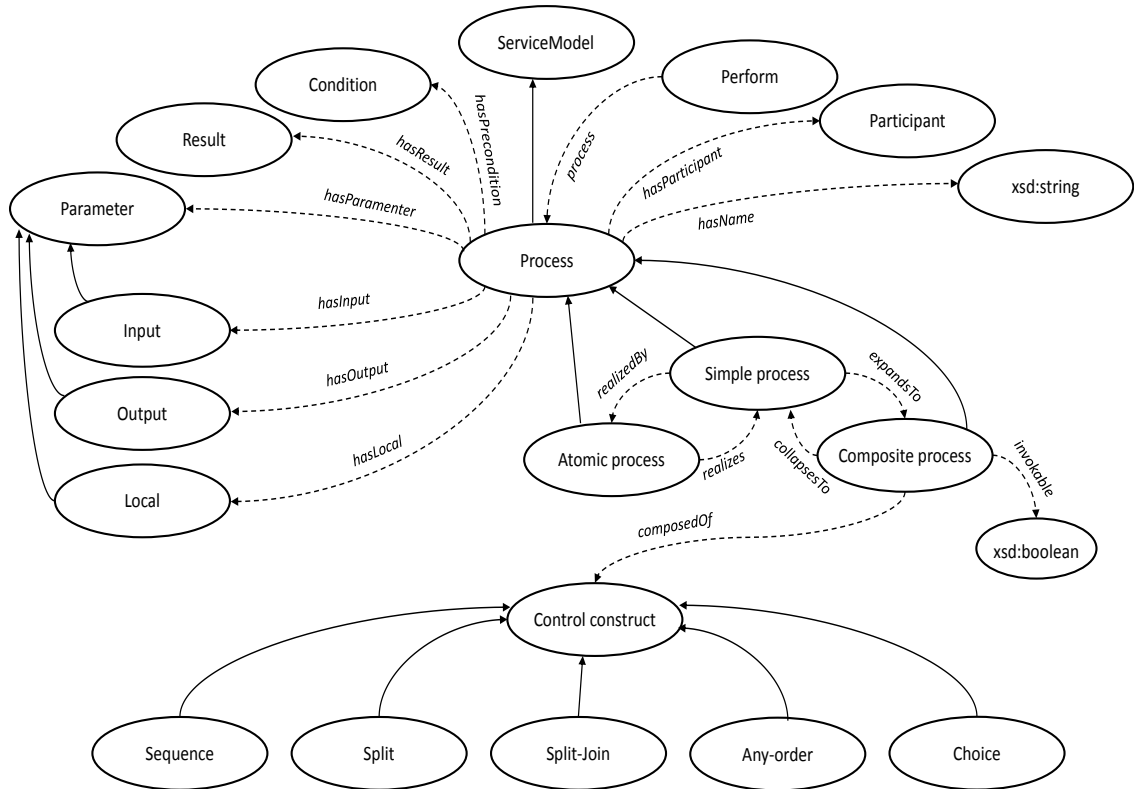 ServiceModel
Condition
Perform
Result
Participant
Parameter
xsd:string
hasPrecondition
hasResult
process
hasParticipant
hasParamenter
hasName
Process
hasInput
Input
hasOutput
Output
hasLocal
Local
realizedBy
Simple process
expandsTo
Atomic process
realizes
collapsesTo
Composite process
invokable
composedOf
xsd:boolean
Control construct
Sequence
Split
Split-Join
Any-order
Choice